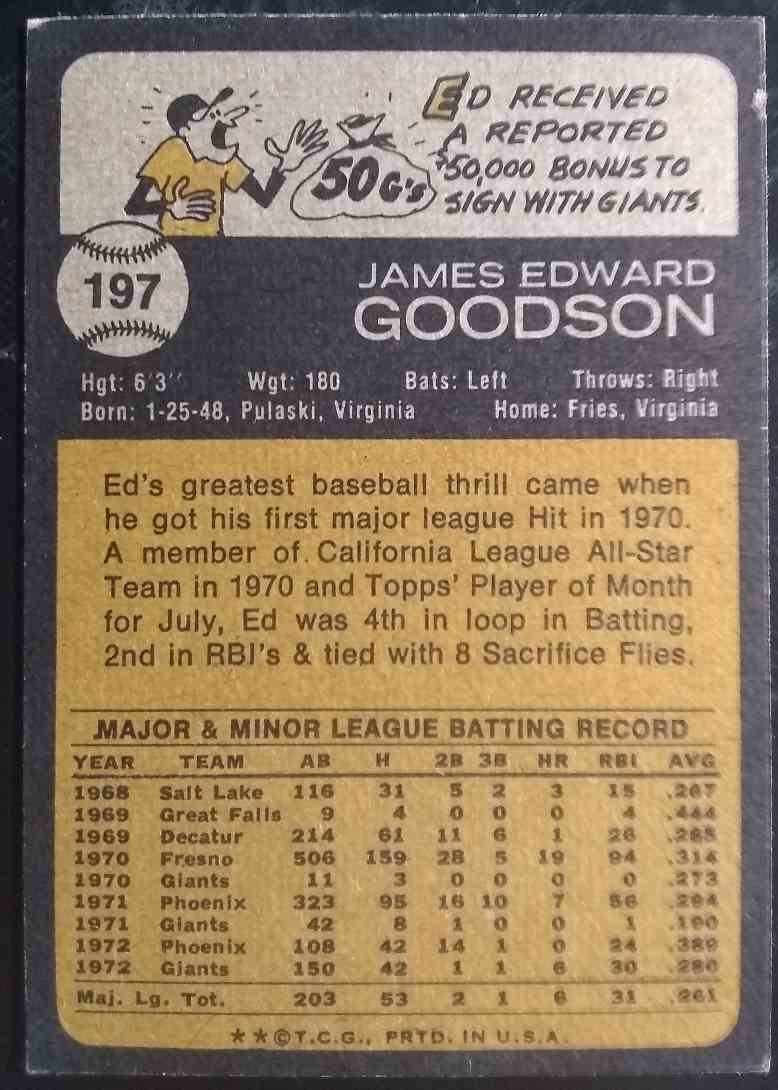 ED RECEIVED
A REPORTED
$50,000 BONUS TO
SIGN WITH GIANTS.
50 G's
197
JAMES EDWARD
GOODSON
Hgt: 6'3" Wgt: 180 Bats: Left Throws: Right
Born: 1-25-48, Pulaski, Virginia Home: Fries, Virginia
Ed's greatest baseball thrill came when
he got his first major league Hit in 1970.
A member of California League All-Star
Team in 1970 and Topps' Player of Month
for July, Ed was 4th in loop in Batting,
2nd in RBI's & tied with 8 Sacrifice Flies.
MAJOR & MINOR LEAGUE BATTING RECORD
YEAR TEAM AB H 2B 3B HR RBI AVG
1968 Salt Lake 116 31 5 2 3 15 .267
1969 Great Falls 9 4 0 0 0 4 .444
1969 Decatur 214 61 11 6 1 26 .285
1970 Fresno 506 159 28 5 19 94 .314
1970 Giants 11 3 0 0 0 0 .273
1971 Phoenix 323 95 16 10 7 56 .294
1971 Giants 42 8 1 0 0 1 .190
1972 Phoenix 108 42 14 1 0 24 .389
1972 Giants 150 42 1 1 6 30 .280
Maj. Lg. Tot. 203 53 2 1 6 31 .261
**©T.C.G., PRTD. IN U.S.A.